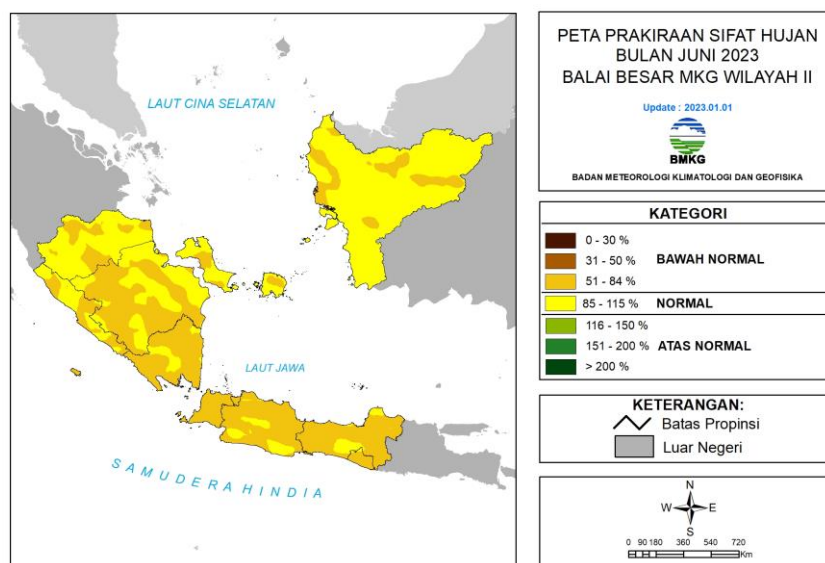 PETA PRAKIRAAN SIFAT HUJAN
BULAN JUNI 2023
BALAI BESAR MKG WILAYAH II
Update : 2023.01.01
BMKG
BADAN METEOROLOGI KLIMATOLOGI DAN GEOFISIKA
LAUT CINA SELATAN
LAUT JAWA
SAMUDERA HINDIA
KATEGORI
0 - 30 %
31 - 50 % BAWAH NORMAL
51 - 84 %
85 - 115 % NORMAL
116 - 150 %
151 - 200 % ATAS NORMAL
> 200 %
KETERANGAN:
Batas Propinsi
Luar Negeri
N
W E
S
0 90 180 360 540 720
Km